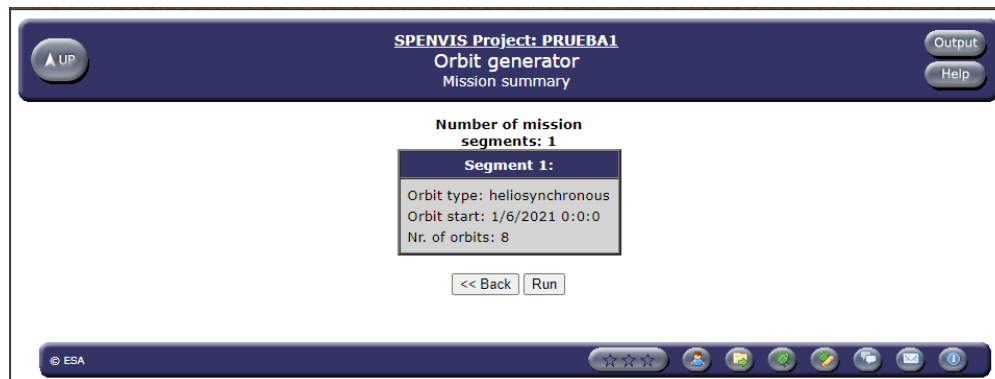 UP
SPENVIS Project: PRUEBA1
Orbit generator
Mission summary
Output
Help
Number of mission
segments: 1
Segment 1:
Orbit type: heliosynchronous
Orbit start: 1/6/2021 0:0:0
Nr. of orbits: 8
<< Back Run
© ESA